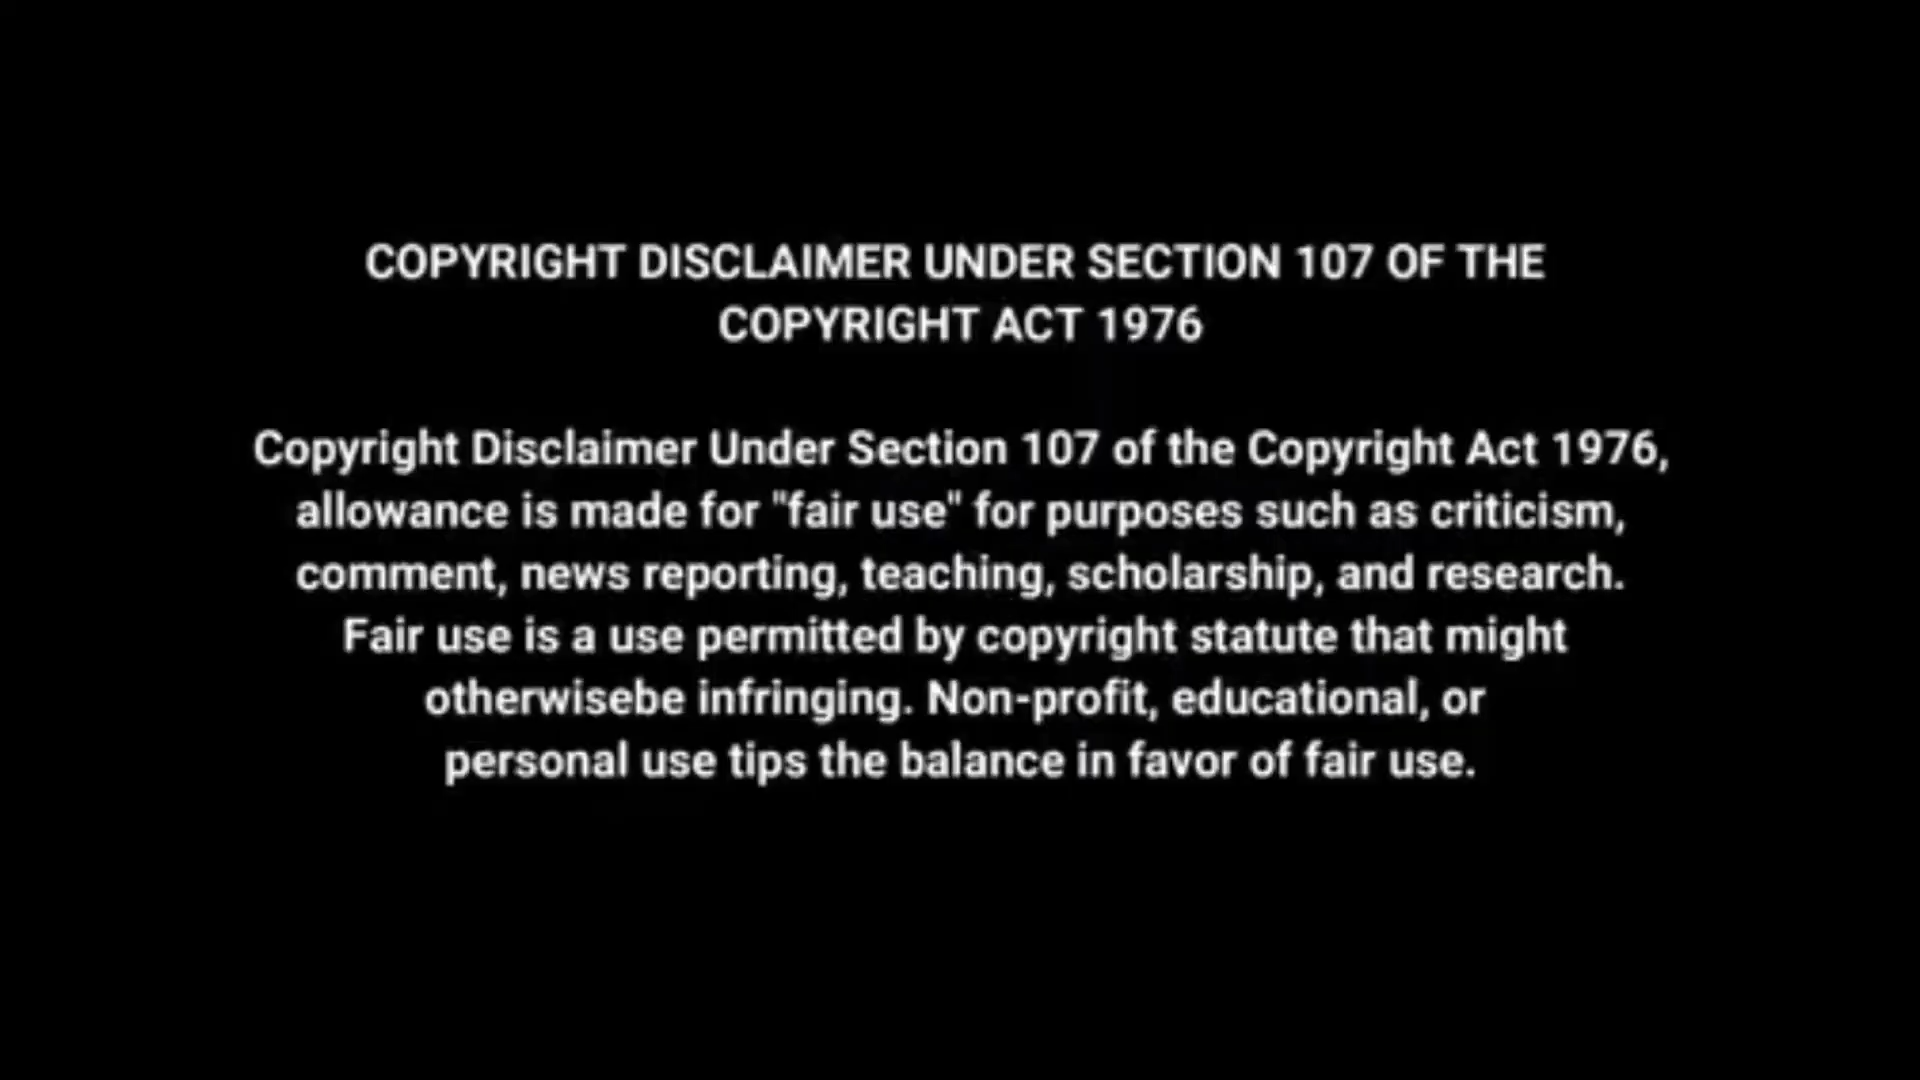 COPYRIGHT DISCLAIMER UNDER SECTION 107 OF THE
COPYRIGHT ACT 1976
Copyright Disclaimer Under Section 107 of the Copyright Act 1976,
allowance is made for "fair use" for purposes such as criticism,
comment, news reporting, teaching, scholarship, and research.
Fair use is a use permitted by copyright statute that might
otherwisebe infringing. Non-profit, educational, or
personal use tips the balance in favor of fair use.